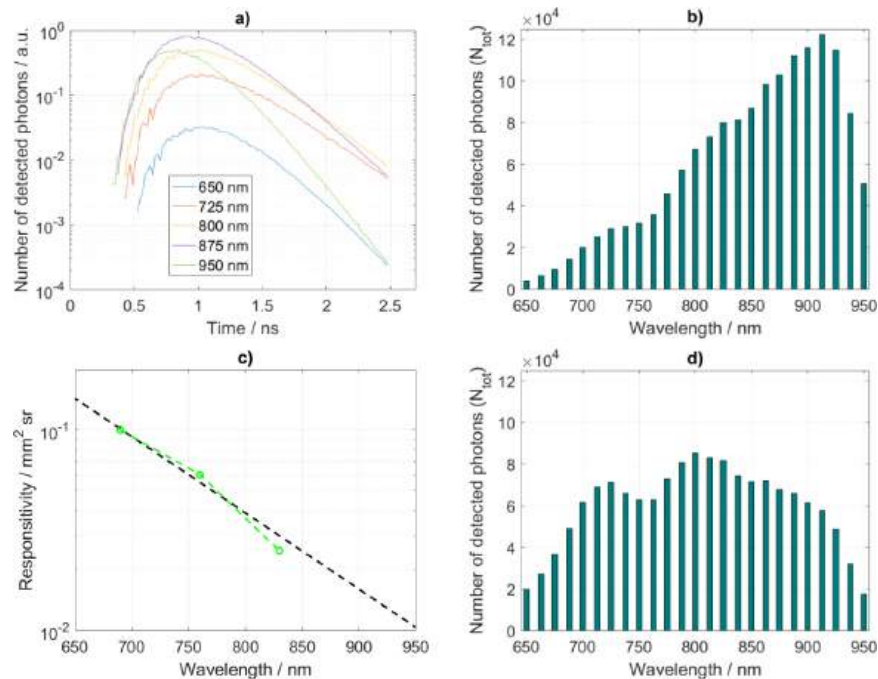 a)
Number of detected photons / a.u.
10^0
10^-1
10^-2
10^-3
10^-4
650 nm
725 nm
800 nm
875 nm
950 nm
0 0.5 1 1.5 2 2.5
Time / ns
b)
×10^4
Number of detected photons (N_tot)
12
10
8
6
4
2
0
650 700 750 800 850 900 950
Wavelength / nm
c)
Responsitivity / mm^2 sr
10^-1
10^-2
650 700 750 800 850 900 950
Wavelength / nm
d)
×10^4
Number of detected photons (N_tot)
12
10
8
6
4
2
0
650 700 750 800 850 900 950
Wavelength / nm